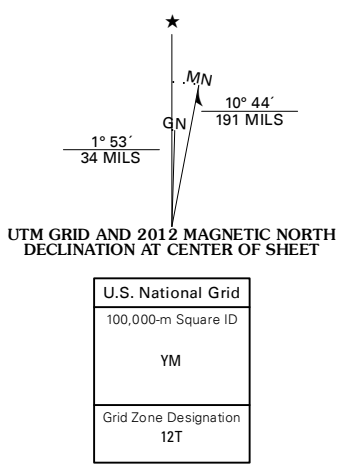 ★
MN
GN
10° 44´
191 MILS
1° 53´
34 MILS
UTM GRID AND 2012 MAGNETIC NORTH
DECLINATION AT CENTER OF SHEET
U.S. National Grid
100,000-m Square ID
YM
Grid Zone Designation
12T